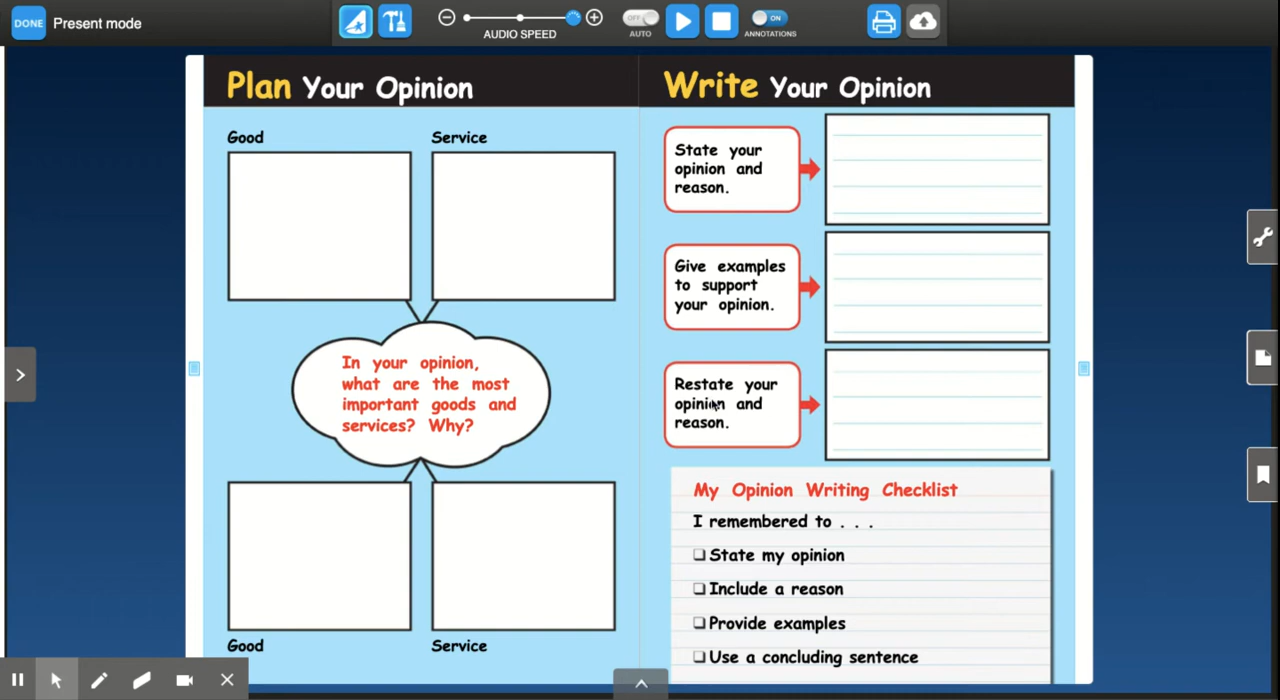 DONE
Present mode
AUDIO SPEED
OFF
AUTO
ON
ANNOTATIONS
Plan Your Opinion
Good
Service
In your opinion,
what are the most
important goods and
services? Why?
Good
Service
Write Your Opinion
State your
opinion and
reason.
Give examples
to support
your opinion.
Restate your
opinion and
reason.
My Opinion Writing Checklist
I remembered to . . .
State my opinion
Include a reason
Provide examples
Use a concluding sentence